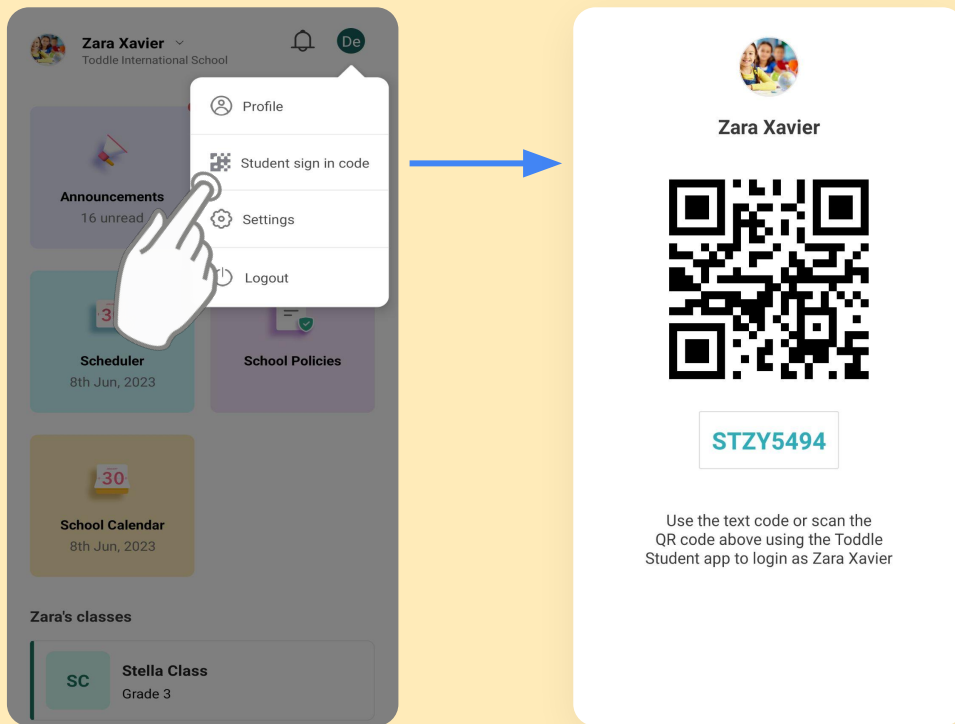 Zara Xavier
Toddle International School
De
Profile
Student sign in code
Settings
Logout
Announcements
16 unread
Scheduler
8th Jun, 2023
School Policies
30
School Calendar
8th Jun, 2023
Zara's classes
SC
Stella Class
Grade 3
Zara Xavier
STZY5494
Use the text code or scan the
QR code above using the Toddle
Student app to login as Zara Xavier